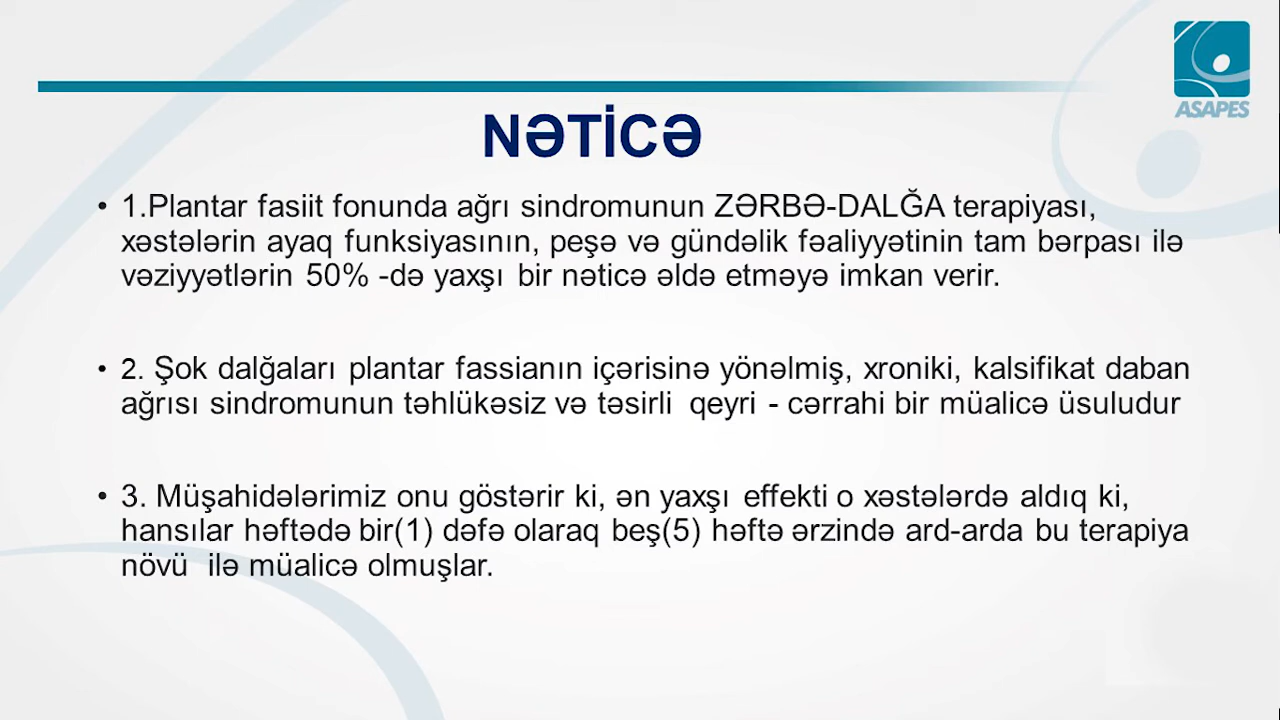 ASAPES
NƏTİCƏ
• 1.Plantar fasiit fonunda ağrı sindromunun ZƏRBƏ-DALĞA terapiyası,
xəstələrin ayaq funksiyasının, peşə və gündəlik fəaliyyətinin tam bərpası ilə
vəziyyətlərin 50% -də yaxşı bir nəticə əldə etməyə imkan verir.
• 2. Şok dalğaları plantar fassianın içərisinə yönəlmiş, xroniki, kalsifikat daban
ağrısı sindromunun təhlükəsiz və təsirli qeyri - cərrahi bir müalicə üsuludur
• 3. Müşahidələrimiz onu göstərir ki, ən yaxşı effekti o xəstələrdə aldıq ki,
hansılar həftədə bir(1) dəfə olaraq beş(5) həftə ərzində ard-arda bu terapiya
növü ilə müalicə olmuşlar.